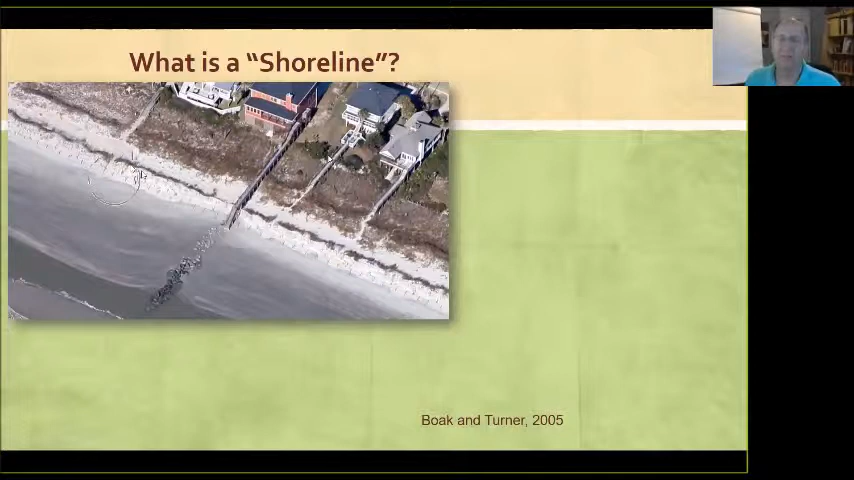 What is a “Shoreline”?
Boak and Turner, 2005